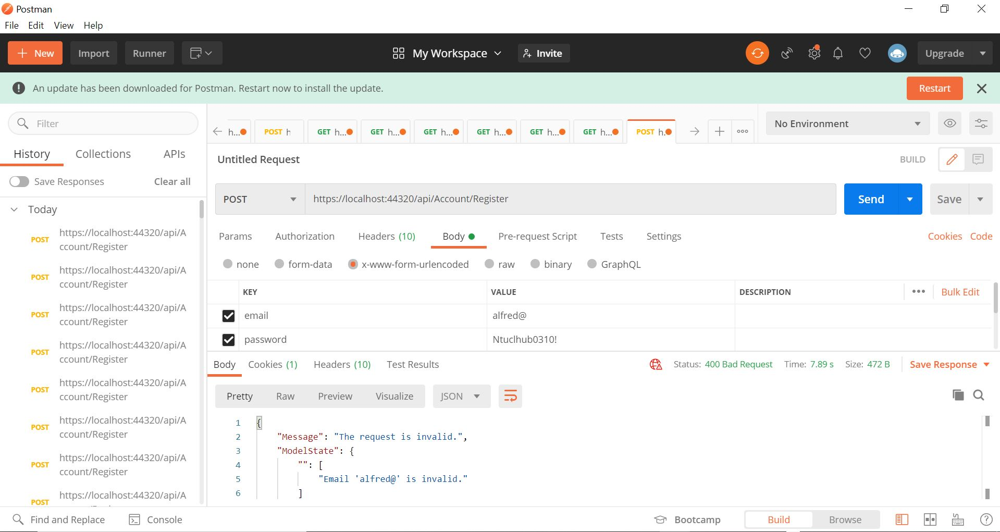 Postman
File Edit View Help
New Import Runner My Workspace Invite Upgrade
An update has been downloaded for Postman. Restart now to install the update. Restart
Filter
h... POST h GET h... GET h... GET h... GET h... GET h... GET h... POST h.
No Environment
History Collections APIs
Untitled Request BUILD
Save Responses Clear all
POST https://localhost:44320/api/Account/Register Send Save
Today
POST https://localhost:44320/api/A
ccount/Register
POST https://localhost:44320/api/A
ccount/Register
POST https://localhost:44320/api/A
ccount/Register
POST https://localhost:44320/api/A
ccount/Register
POST https://localhost:44320/api/A
ccount/Register
POST https://localhost:44320/api/A
ccount/Register
POST https://localhost:44320/api/A
ccount/Register
POST https://localhost:44320/api/A
Params Authorization Headers (10) Body Pre-request Script Tests Settings Cookies Code
none form-data x-www-form-urlencoded raw binary GraphQL
KEY VALUE DESCRIPTION Bulk Edit
email alfred@
password Ntuclhub0310!
Body Cookies (1) Headers (10) Test Results Status: 400 Bad Request Time: 7.89 s Size: 472 B Save Response
Pretty Raw Preview Visualize JSON
1 {
2 "Message": "The request is invalid.",
3 "ModelState": {
4 "": [
5 "Email 'alfred@' is invalid."
6 ]
Find and Replace Console Bootcamp Build Browse